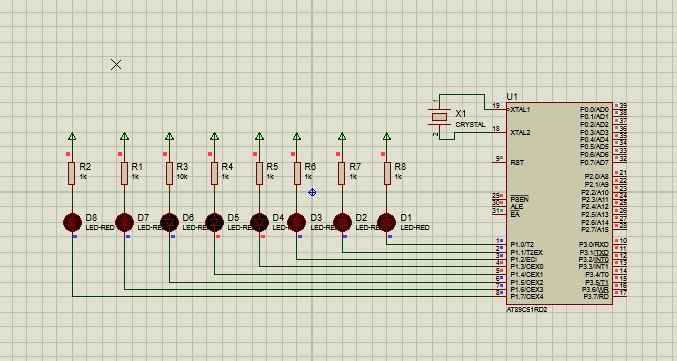 U1
X1
CRYSTAL
1
2
19 XTAL1
18 XTAL2
9 RST
29 PSEN
30 ALE
31 EA
1 P1.0/T2
2 P1.1/T2EX
3 P1.2/ECI
4 P1.3/CEX0
5 P1.4/CEX1
6 P1.5/CEX2
7 P1.6/CEX3
8 P1.7/CEX4
P0.0/AD0 39
P0.1/AD1 38
P0.2/AD2 37
P0.3/AD3 36
P0.4/AD4 35
P0.5/AD5 34
P0.6/AD6 33
P0.7/AD7 32
P2.0/A8 21
P2.1/A9 22
P2.2/A10 23
P2.3/A11 24
P2.4/A12 25
P2.5/A13 26
P2.6/A14 27
P2.7/A15 28
P3.0/RXD 10
P3.1/TXD 11
P3.2/INT0 12
P3.3/INT1 13
P3.4/T0 14
P3.5/T1 15
P3.6/WR 16
P3.7/RD 17
AT89C51RD2
R2 R1 R3 R4 R5 R6 R7 R8
1k 1k 10k 1k 1k 1k 1k 1k
D8 D7 D6 D5 D4 D3 D2 D1
LED-RED LED-RED LED-RED LED-RED LED-RED LED-RED LED-RED LED-RED